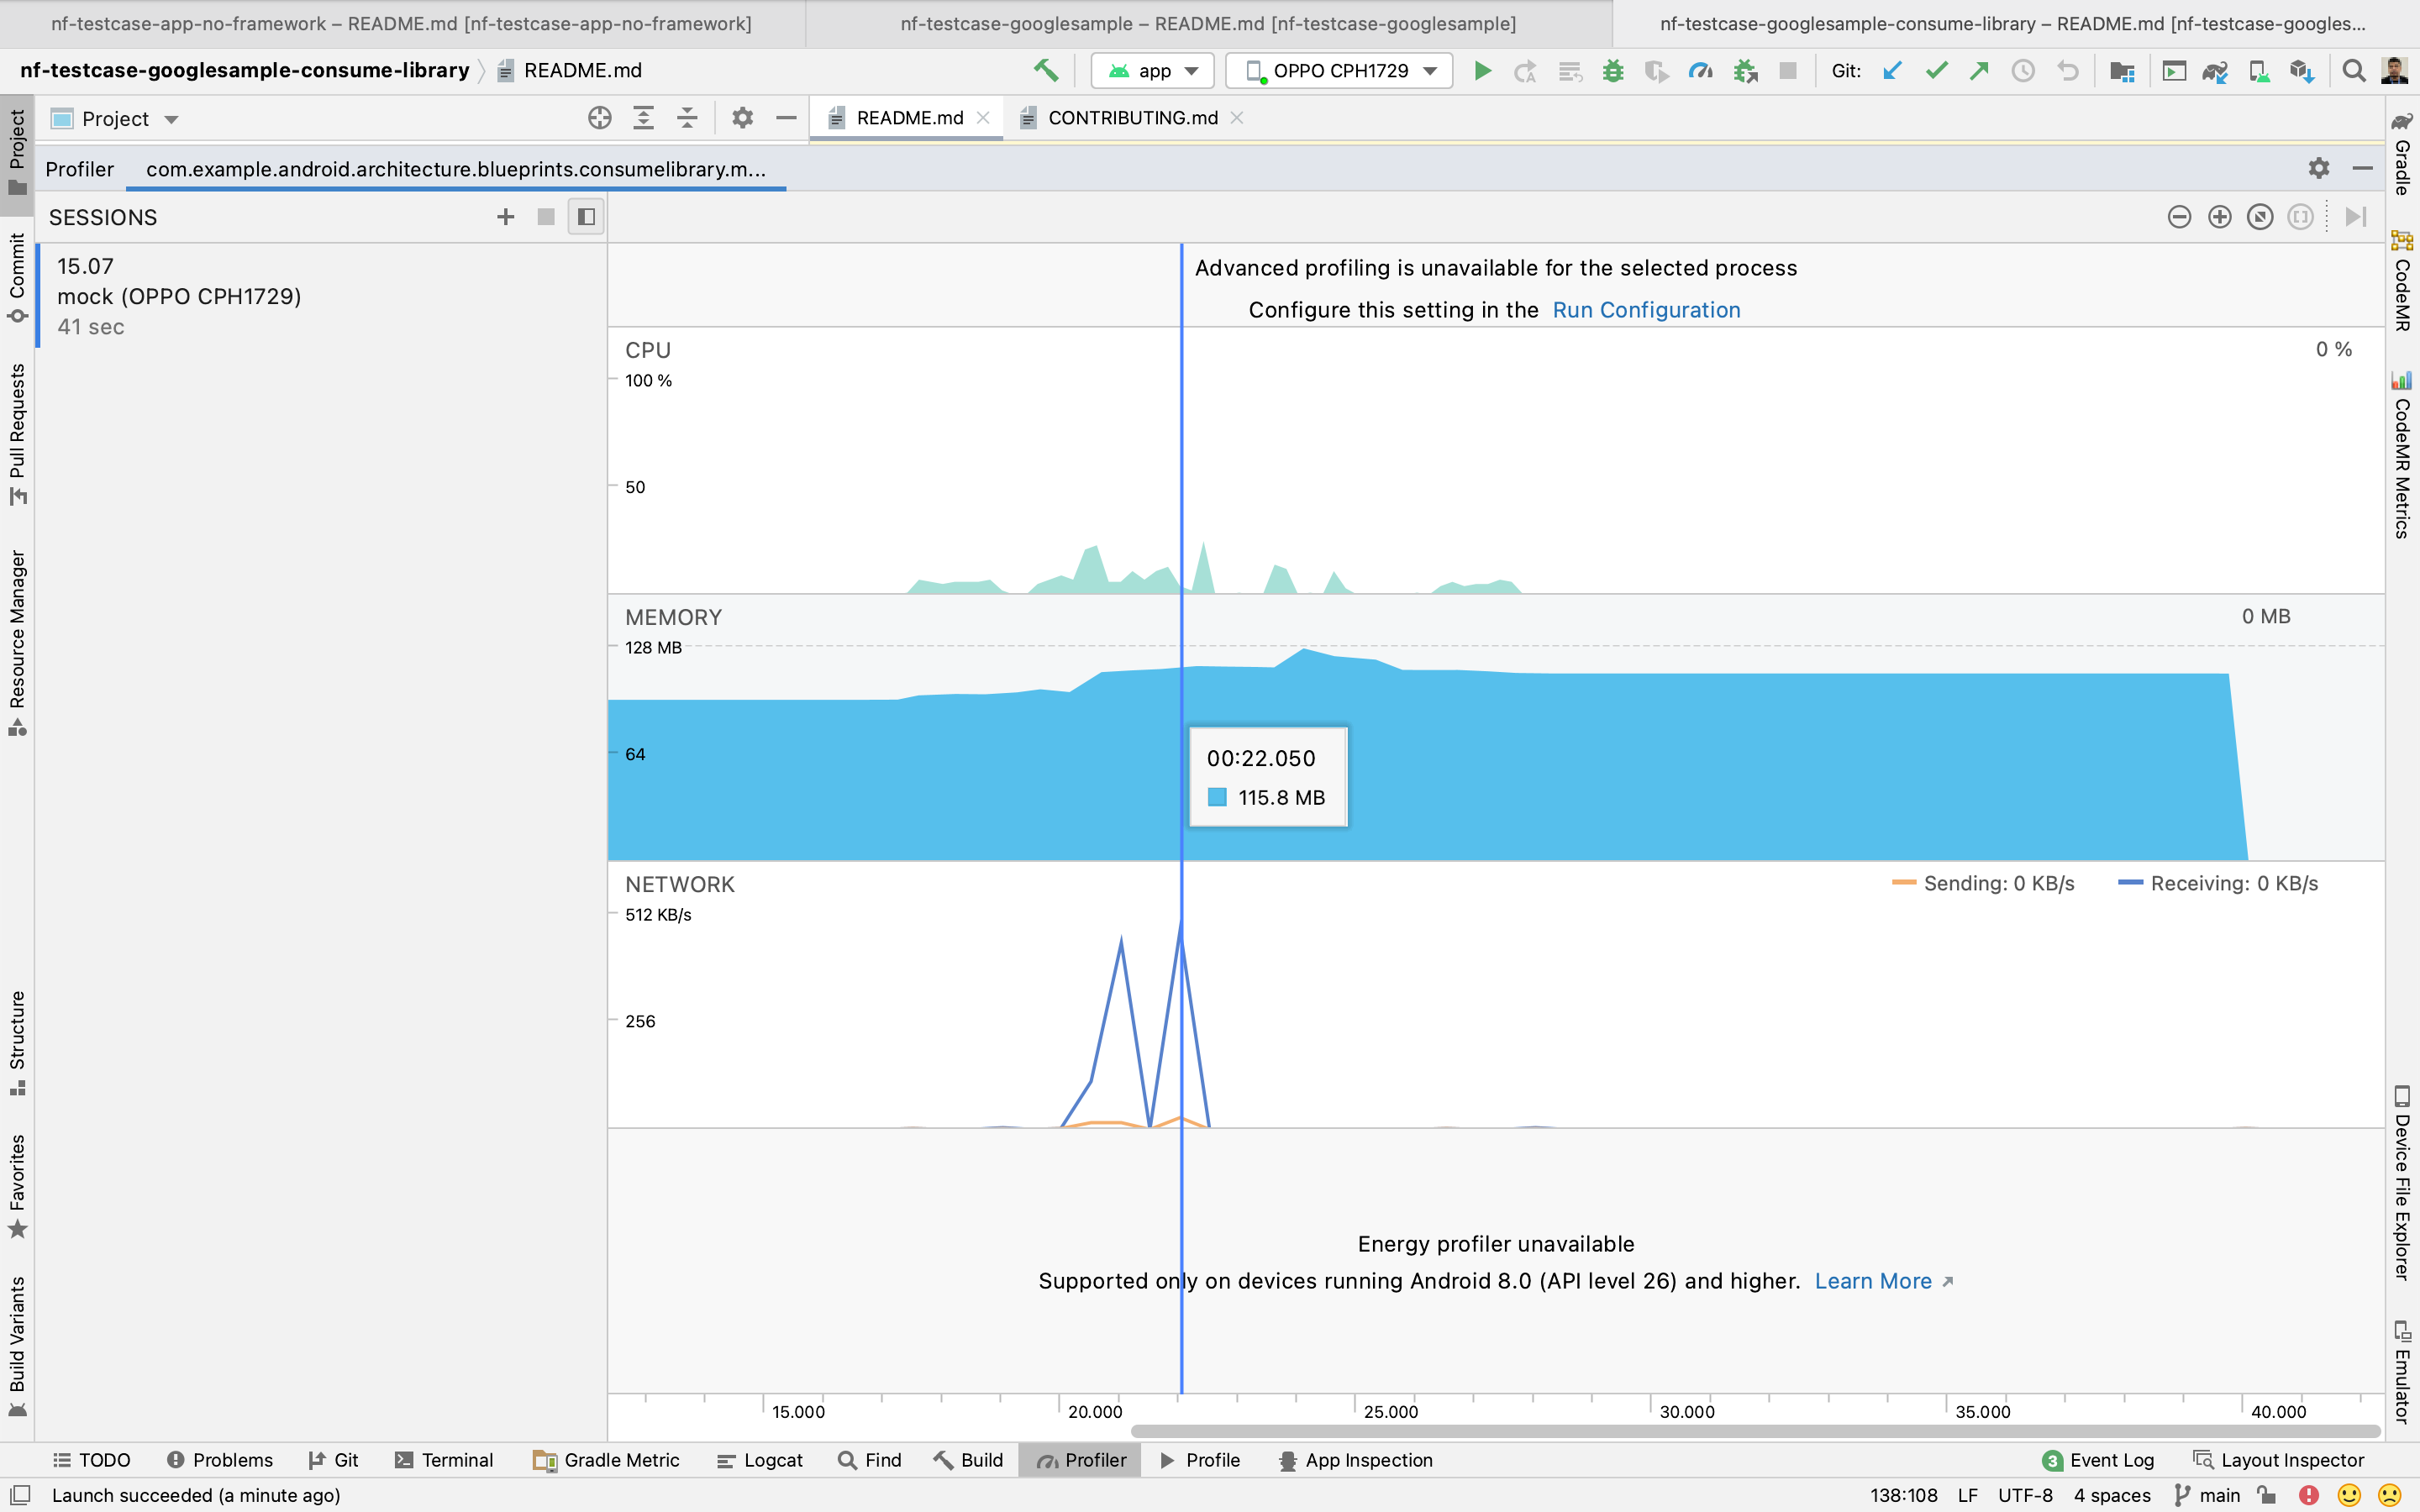 nf-testcase-app-no-framework – README.md [nf-testcase-app-no-framework]
nf-testcase-googlesample – README.md [nf-testcase-googlesample]
nf-testcase-googlesample-consume-library – README.md [nf-testcase-googles...
nf-testcase-googlesample-consume-library
README.md
app
OPPO CPH1729
Git:
Project
README.md
CONTRIBUTING.md
Profiler
com.example.android.architecture.blueprints.consumelibrary.m...
SESSIONS
15.07
mock (OPPO CPH1729)
41 sec
Advanced profiling is unavailable for the selected process
Configure this setting in the Run Configuration
CPU
0 %
100 %
50
MEMORY
0 MB
128 MB
64
00:22.050
115.8 MB
NETWORK
Sending: 0 KB/s
Receiving: 0 KB/s
512 KB/s
256
Energy profiler unavailable
Supported only on devices running Android 8.0 (API level 26) and higher. Learn More
15.000
20.000
25.000
30.000
35.000
40.000
Project
Commit
Pull Requests
Resource Manager
Structure
Favorites
Build Variants
Gradle
CodeMR
CodeMR Metrics
Device File Explorer
Emulator
TODO
Problems
Git
Terminal
Gradle Metric
Logcat
Find
Build
Profiler
Profile
App Inspection
3
Event Log
Layout Inspector
Launch succeeded (a minute ago)
138:108
LF
UTF-8
4 spaces
main